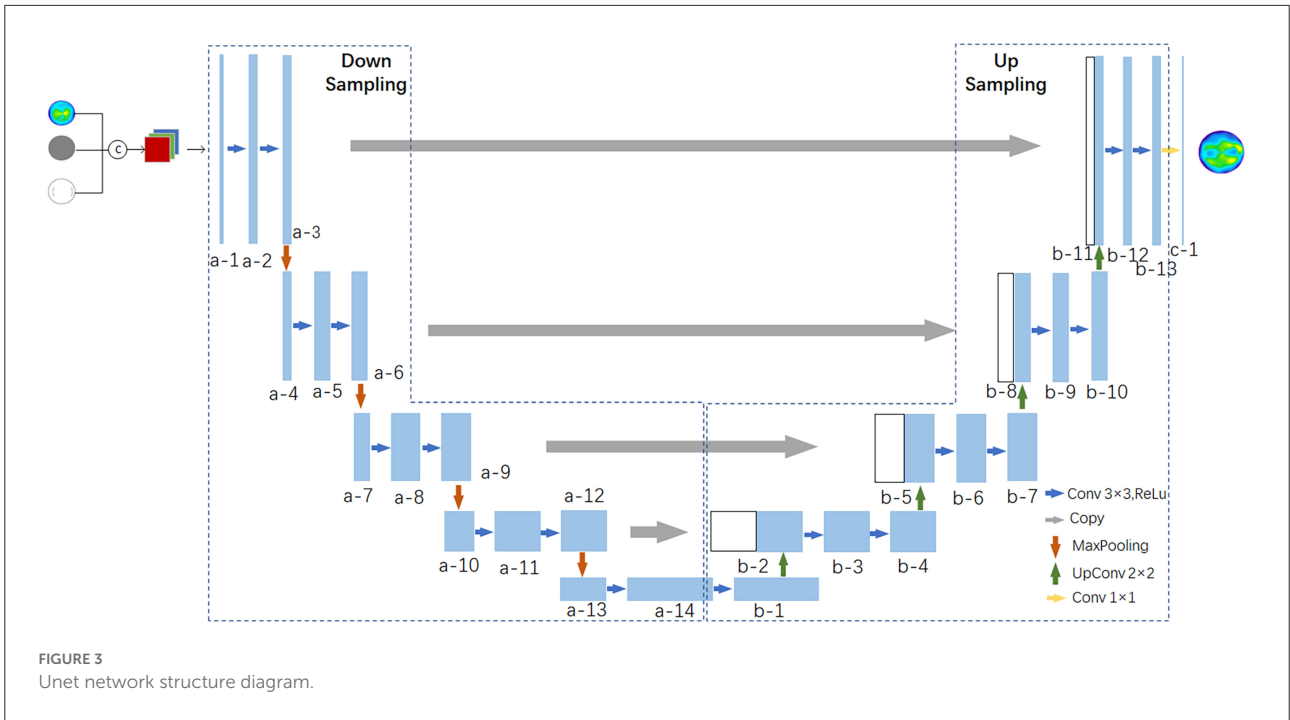 Down
Sampling
Up
Sampling
C
a-1
a-2
a-3
b-11
b-12
b-13
c-1
a-4
a-5
a-6
b-8
b-9
b-10
a-7
a-8
a-9
b-5
b-6
b-7
a-10
a-11
a-12
b-2
b-3
b-4
a-13
a-14
b-1
Conv 3×3,ReLu
Copy
MaxPooling
UpConv 2×2
Conv 1×1
FIGURE 3
Unet network structure diagram.